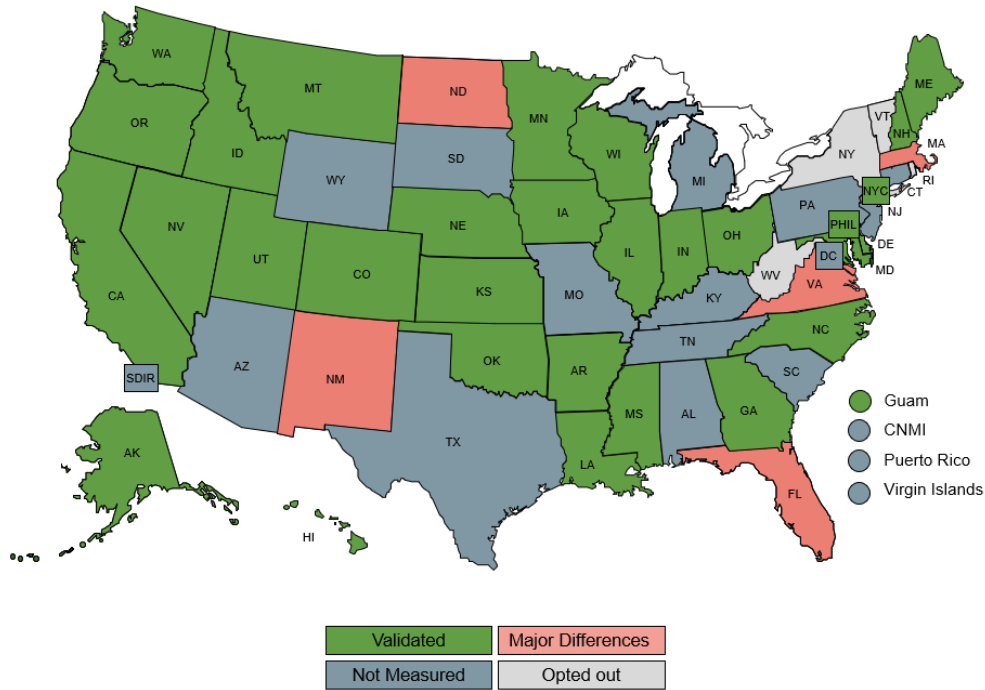 WA
MT
ND
MN
ME
OR
ID
WY
SD
WI
MI
VT
NH
MA
NY
RI
NYC
CT
NV
UT
CO
NE
IA
IL
IN
OH
PA
NJ
PHIL
DE
DC
MD
CA
KS
MO
KY
WV
VA
NC
TN
SDIR
AZ
NM
OK
AR
MS
AL
GA
SC
TX
LA
FL
AK
HI
Guam
CNMI
Puerto Rico
Virgin Islands
Validated
Major Differences
Not Measured
Opted out